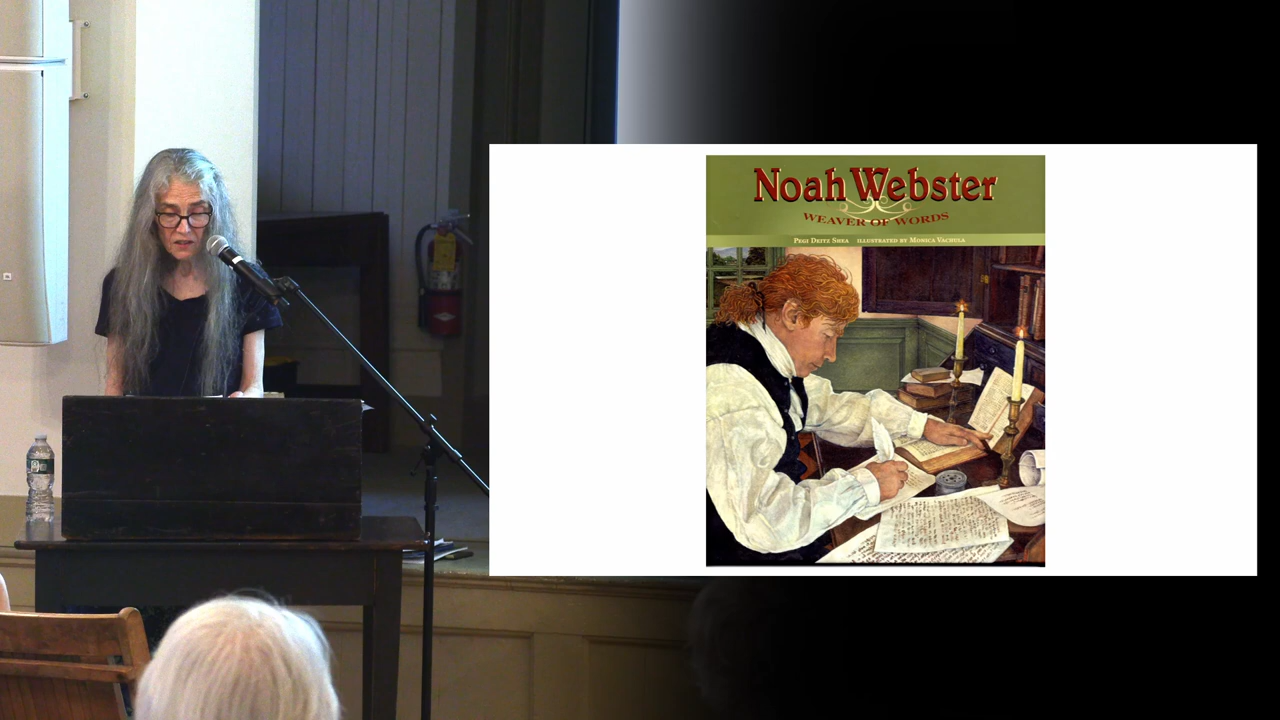 Noah Webster
WEAVER OF WORDS
PEGI DEITZ SHEA ILLUSTRATED BY MONICA VACHULA